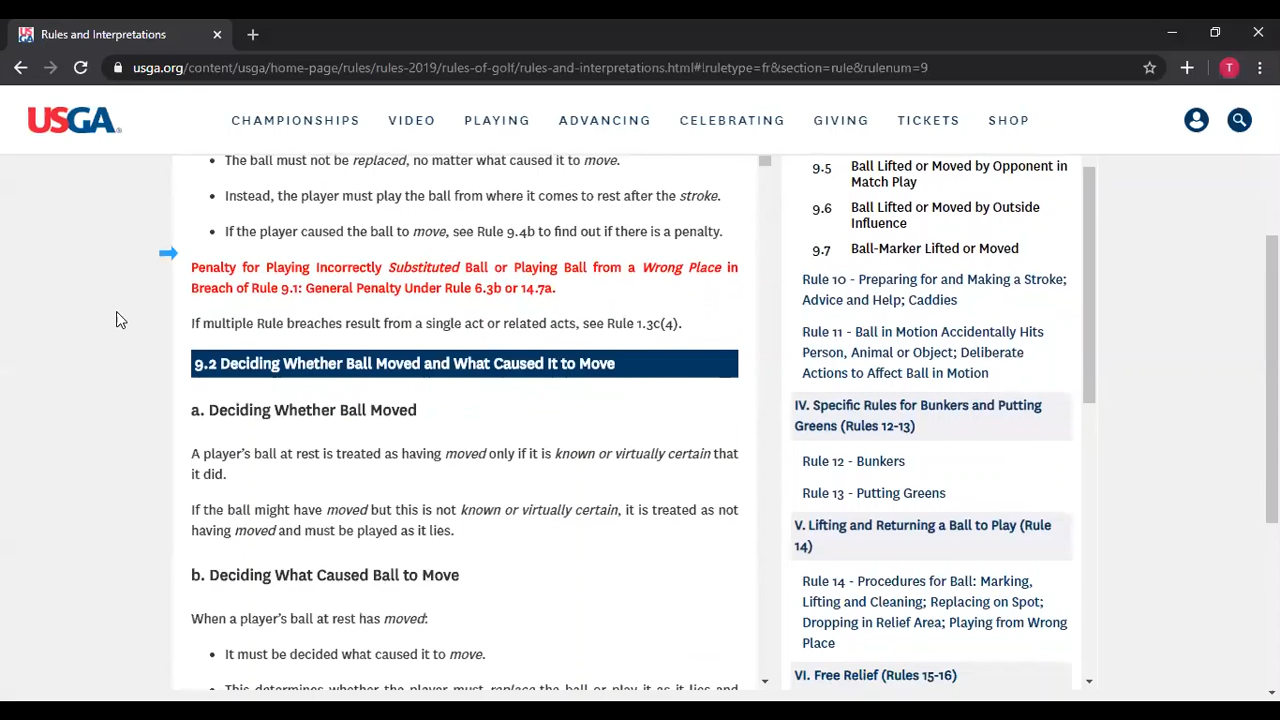 Rules and Interpretations
usga.org/content/usga/home-page/rules/rules-2019/rules-of-golf/rules-and-interpretations.html#!ruletype=fr&section=rule&rulenum=9
T
USGA
CHAMPIONSHIPS VIDEO PLAYING ADVANCING CELEBRATING GIVING TICKETS SHOP
• The ball must not be replaced, no matter what caused it to move.
• Instead, the player must play the ball from where it comes to rest after the stroke.
• If the player caused the ball to move, see Rule 9.4b to find out if there is a penalty.
Penalty for Playing Incorrectly Substituted Ball or Playing Ball from a Wrong Place in
Breach of Rule 9.1: General Penalty Under Rule 6.3b or 14.7a.
If multiple Rule breaches result from a single act or related acts, see Rule 1.3c(4).
9.2 Deciding Whether Ball Moved and What Caused It to Move
a. Deciding Whether Ball Moved
A player's ball at rest is treated as having moved only if it is known or virtually certain that
it did.
If the ball might have moved but this is not known or virtually certain, it is treated as not
having moved and must be played as it lies.
b. Deciding What Caused Ball to Move
When a player's ball at rest has moved:
• It must be decided what caused it to move.
• This determines whether the player must replace the ball or play it as it lies and
9.5 Ball Lifted or Moved by Opponent in
Match Play
9.6 Ball Lifted or Moved by Outside
Influence
9.7 Ball-Marker Lifted or Moved
Rule 10 - Preparing for and Making a Stroke;
Advice and Help; Caddies
Rule 11 - Ball in Motion Accidentally Hits
Person, Animal or Object; Deliberate
Actions to Affect Ball in Motion
IV. Specific Rules for Bunkers and Putting
Greens (Rules 12-13)
Rule 12 - Bunkers
Rule 13 - Putting Greens
V. Lifting and Returning a Ball to Play (Rule
14)
Rule 14 - Procedures for Ball: Marking,
Lifting and Cleaning; Replacing on Spot;
Dropping in Relief Area; Playing from Wrong
Place
VI. Free Relief (Rules 15-16)